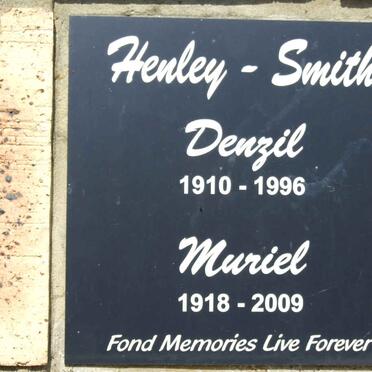 Henley - Smith
Denzil
1910 - 1996
Muriel
1918 - 2009
Fond Memories Live Forever